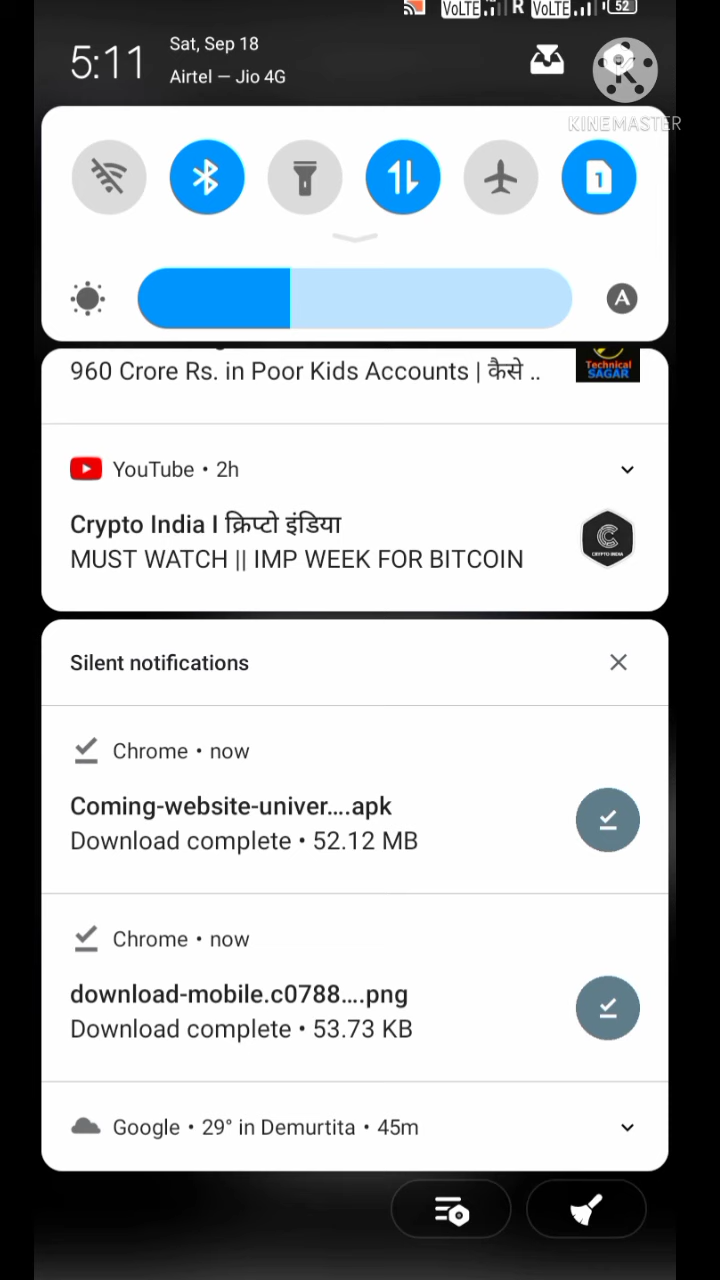 VoLTE R VoLTE 52
5:11
Sat, Sep 18
Airtel — Jio 4G
KINEMASTER
1
A
960 Crore Rs. in Poor Kids Accounts | कैसे ..
Technical
SAGAR
YouTube • 2h
Crypto India I क्रिप्टो इंडिया
MUST WATCH || IMP WEEK FOR BITCOIN
CRYPTO INDIA
Silent notifications
Chrome • now
Coming-website-univer....apk
Download complete • 52.12 MB
Chrome • now
download-mobile.c0788....png
Download complete • 53.73 KB
Google • 29° in Demurtita • 45m